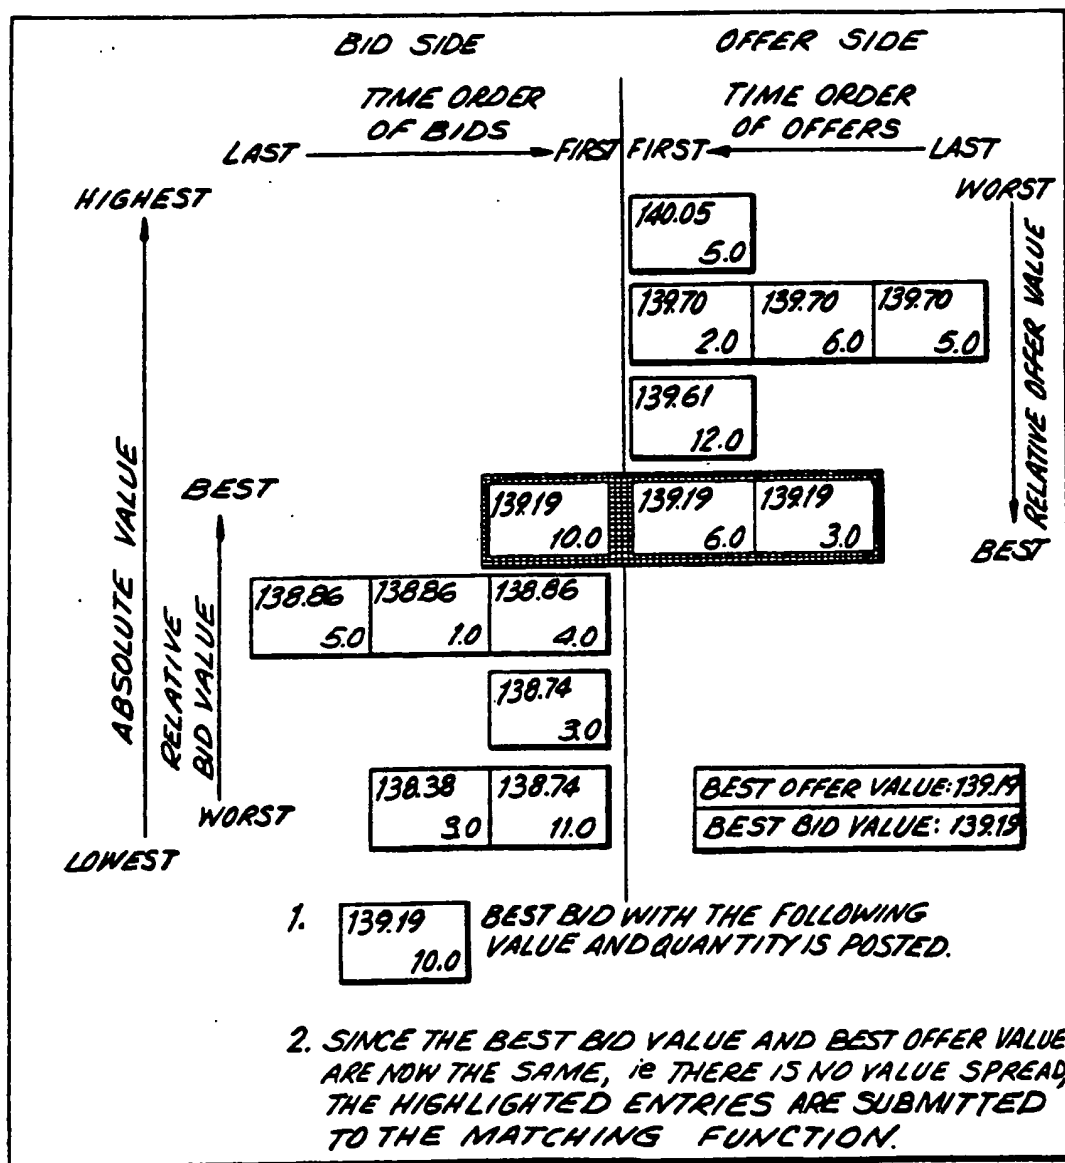 BID SIDE
OFFER SIDE
TIME ORDER
OF BIDS
TIME ORDER
OF OFFERS
LAST
FIRST
FIRST
LAST
HIGHEST
WORST
140.05
5.0
139.70 139.70 139.70
2.0 6.0 5.0
139.61
12.0
RELATIVE OFFER VALUE
ABSOLUTE VALUE
BEST
139.19 139.19 139.19
10.0 6.0 3.0
BEST
138.86 138.86 138.86
5.0 1.0 4.0
RELATIVE
BID VALUE
138.74
3.0
138.38 138.74
9.0 11.0
WORST
LOWEST
BEST OFFER VALUE: 139.19
BEST BID VALUE: 139.19
1. 139.19
10.0
BEST BID WITH THE FOLLOWING
VALUE AND QUANTITY IS POSTED.
2. SINCE THE BEST BID VALUE AND BEST OFFER VALUE
ARE NOW THE SAME, ie THERE IS NO VALUE SPREAD,
THE HIGHLIGHTED ENTRIES ARE SUBMITTED
TO THE MATCHING FUNCTION.